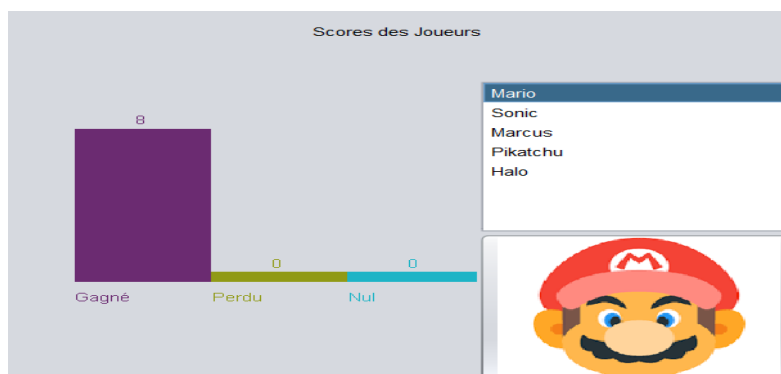 Scores des Joueurs
8
0
0
Gagné
Perdu
Nul
Mario
Sonic
Marcus
Pikatchu
Halo
M